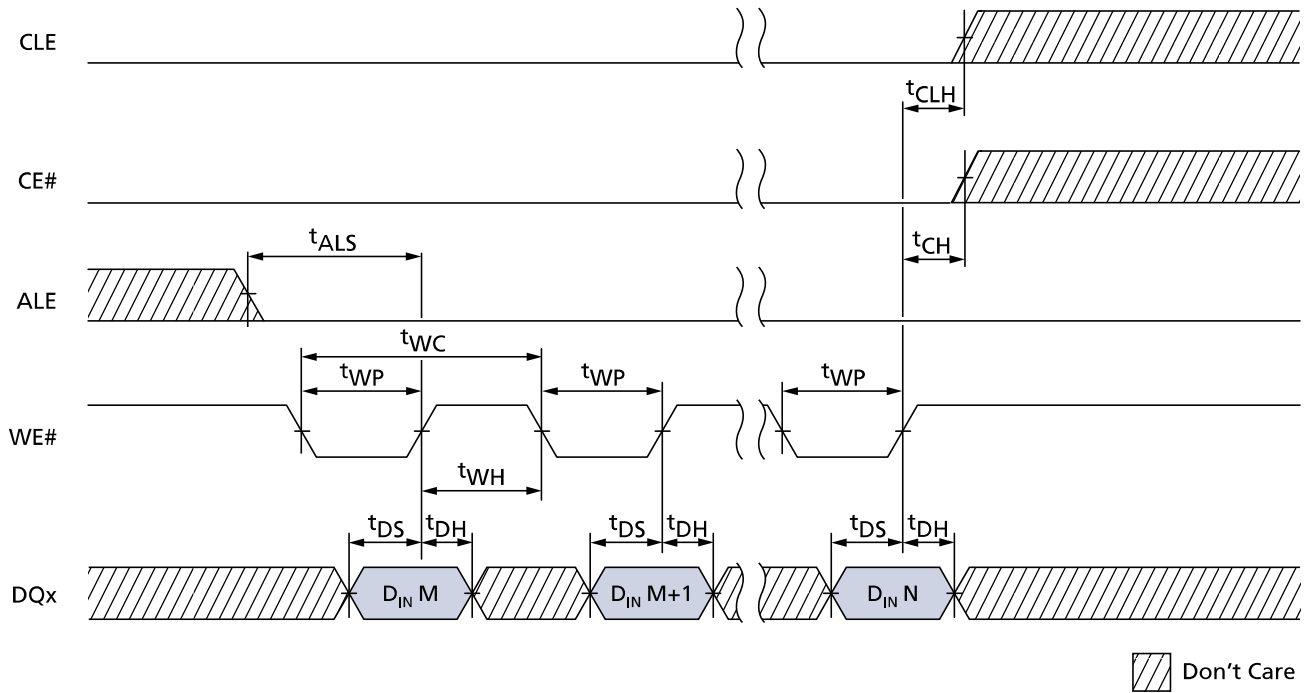 CLE
tCLH
CE#
tALS
tCH
ALE
tWC
tWP tWP tWP
WE#
tWH
tDS tDH tDS tDH tDS tDH
DQx DIN M DIN M+1 DIN N
Don't Care